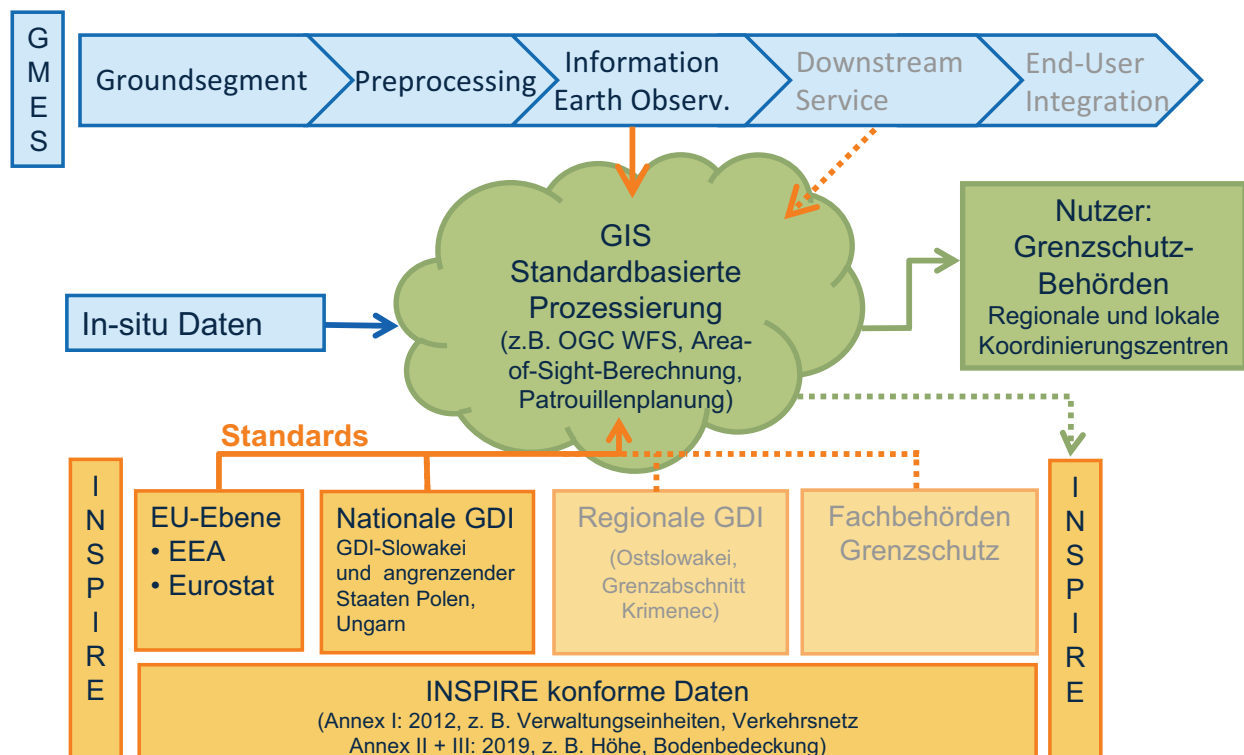 GMES
Groundsegment
Preprocessing
Information
Earth Observ.
Downstream
Service
End-User
Integration
GIS
Standardbasierte
Prozessierung
(z.B. OGC WFS, Area-
of-Sight-Berechnung,
Patrouillenplanung)
Nutzer:
Grenzschutz-
Behörden
Regionale und lokale
Koordinierungszentren
In-situ Daten
Standards
INSPIRE
EU-Ebene
• EEA
• Eurostat
Nationale GDI
GDI-Slowakei
und angrenzender
Staaten Polen,
Ungarn
Regionale GDI
(Ostslowakei,
Grenzabschnitt
Krimenec)
Fachbehörden
Grenzschutz
INSPIRE
INSPIRE konforme Daten
(Annex I: 2012, z. B. Verwaltungseinheiten, Verkehrsnetz
Annex II + III: 2019, z. B. Höhe, Bodenbedeckung)